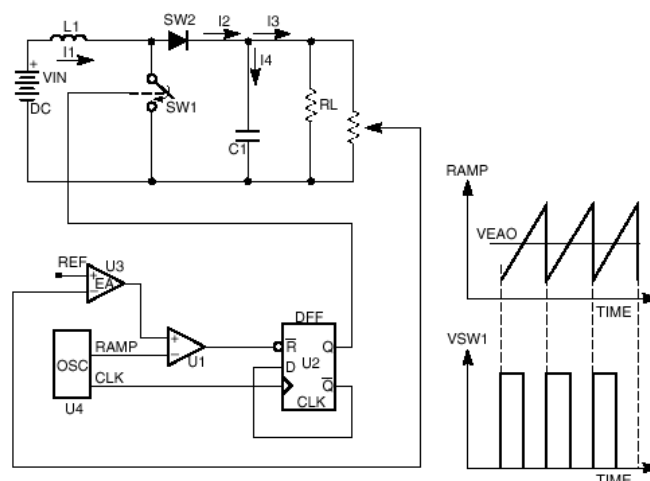 L1
SW2
I2
I3
I1
I4
+
VIN
DC
SW1
C1
RL
RAMP
VEAO
TIME
REF
+
EA
−
U3
DFF
+
−
U1
R
Q
D
U2
Q
CLK
OSC
RAMP
CLK
U4
VSW1
TIME